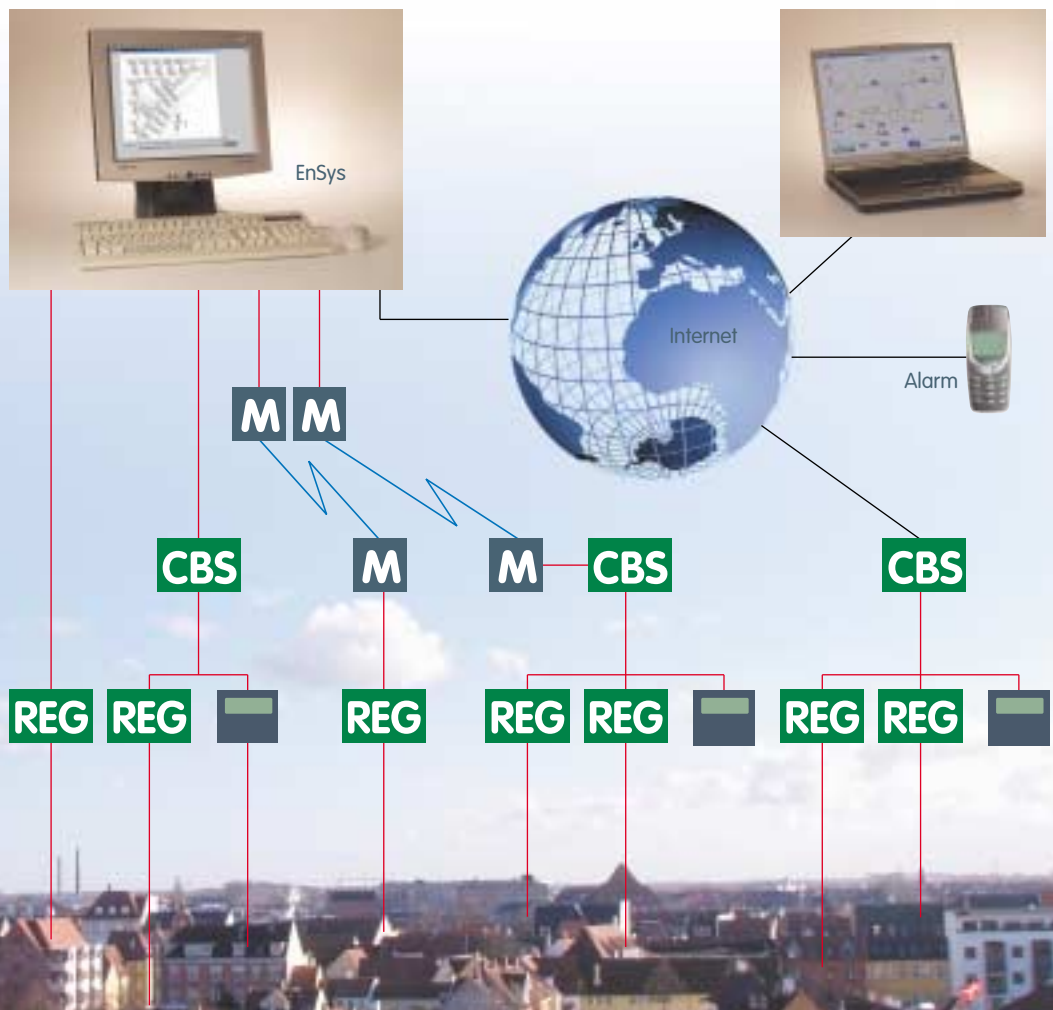 EnSys
Internet
Alarm
M M
CBS M M CBS CBS
REG REG REG REG REG REG REG